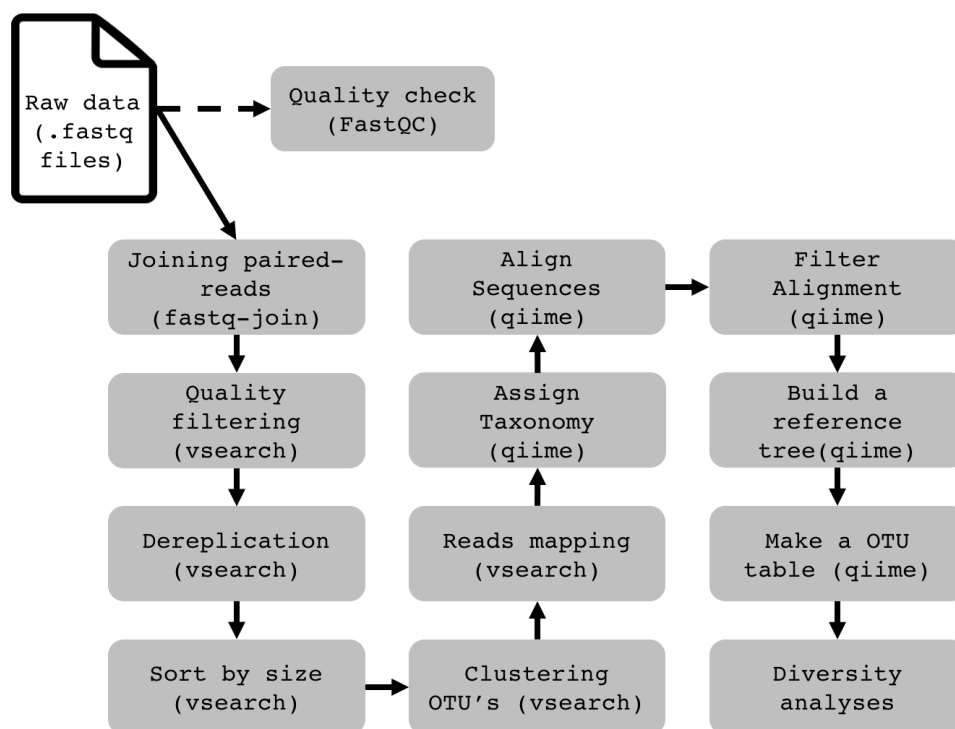 Raw data
(.fastq
files)
Quality check
(FastQC)
Joining paired-
reads
(fastq-join)
Quality
filtering
(vsearch)
Dereplication
(vsearch)
Sort by size
(vsearch)
Clustering
OTU's (vsearch)
Reads mapping
(vsearch)
Assign
Taxonomy
(qiime)
Align
Sequences
(qiime)
Filter
Alignment
(qiime)
Build a
reference
tree(qiime)
Make a OTU
table (qiime)
Diversity
analyses